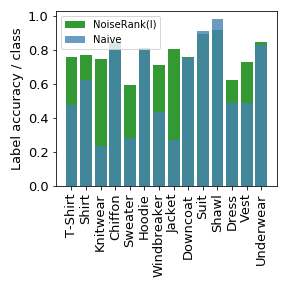 Label accuracy / class
1.0
0.8
0.6
0.4
0.2
0.0
NoiseRank(I)
Naive
T-Shirt
Shirt
Knitwear
Chiffon
Sweater
Hoodie
Windbreaker
Jacket
Downcoat
Suit
Shawl
Dress
Vest
Underwear